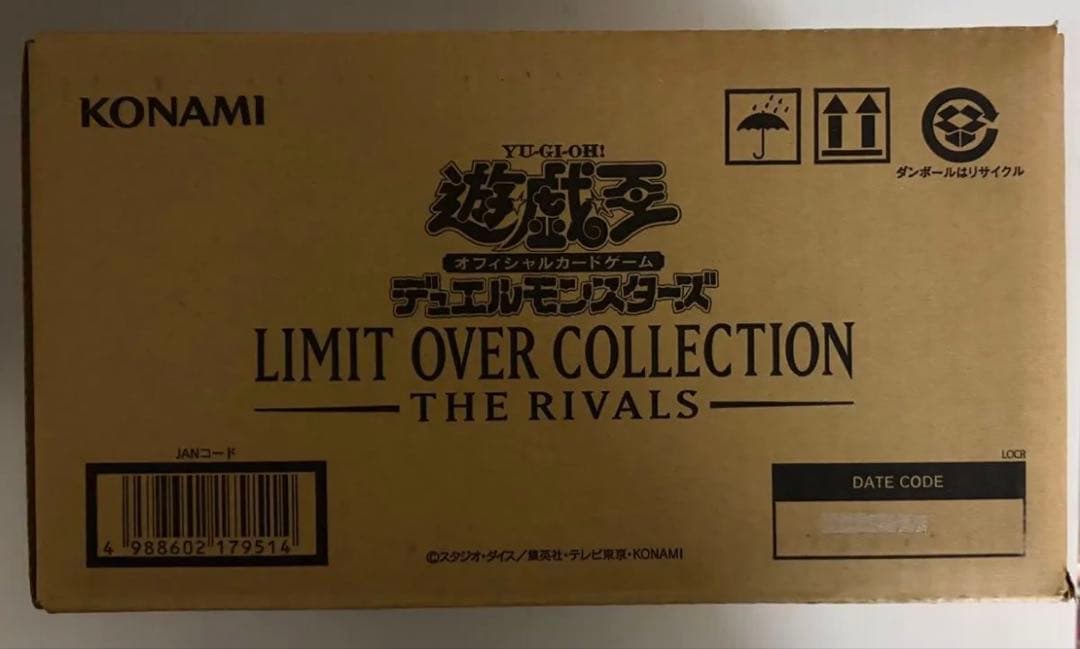 KONAMI
ダンボールはリサイクル
YU-GI-OH!
遊戯王
オフィシャルカードゲーム
デュエルモンスターズ
LIMIT OVER COLLECTION
THE RIVALS
JANコード
4 988602 179514
LOCR
DATE CODE
©スタジオ・ダイス/集英社・テレビ東京・KONAMI